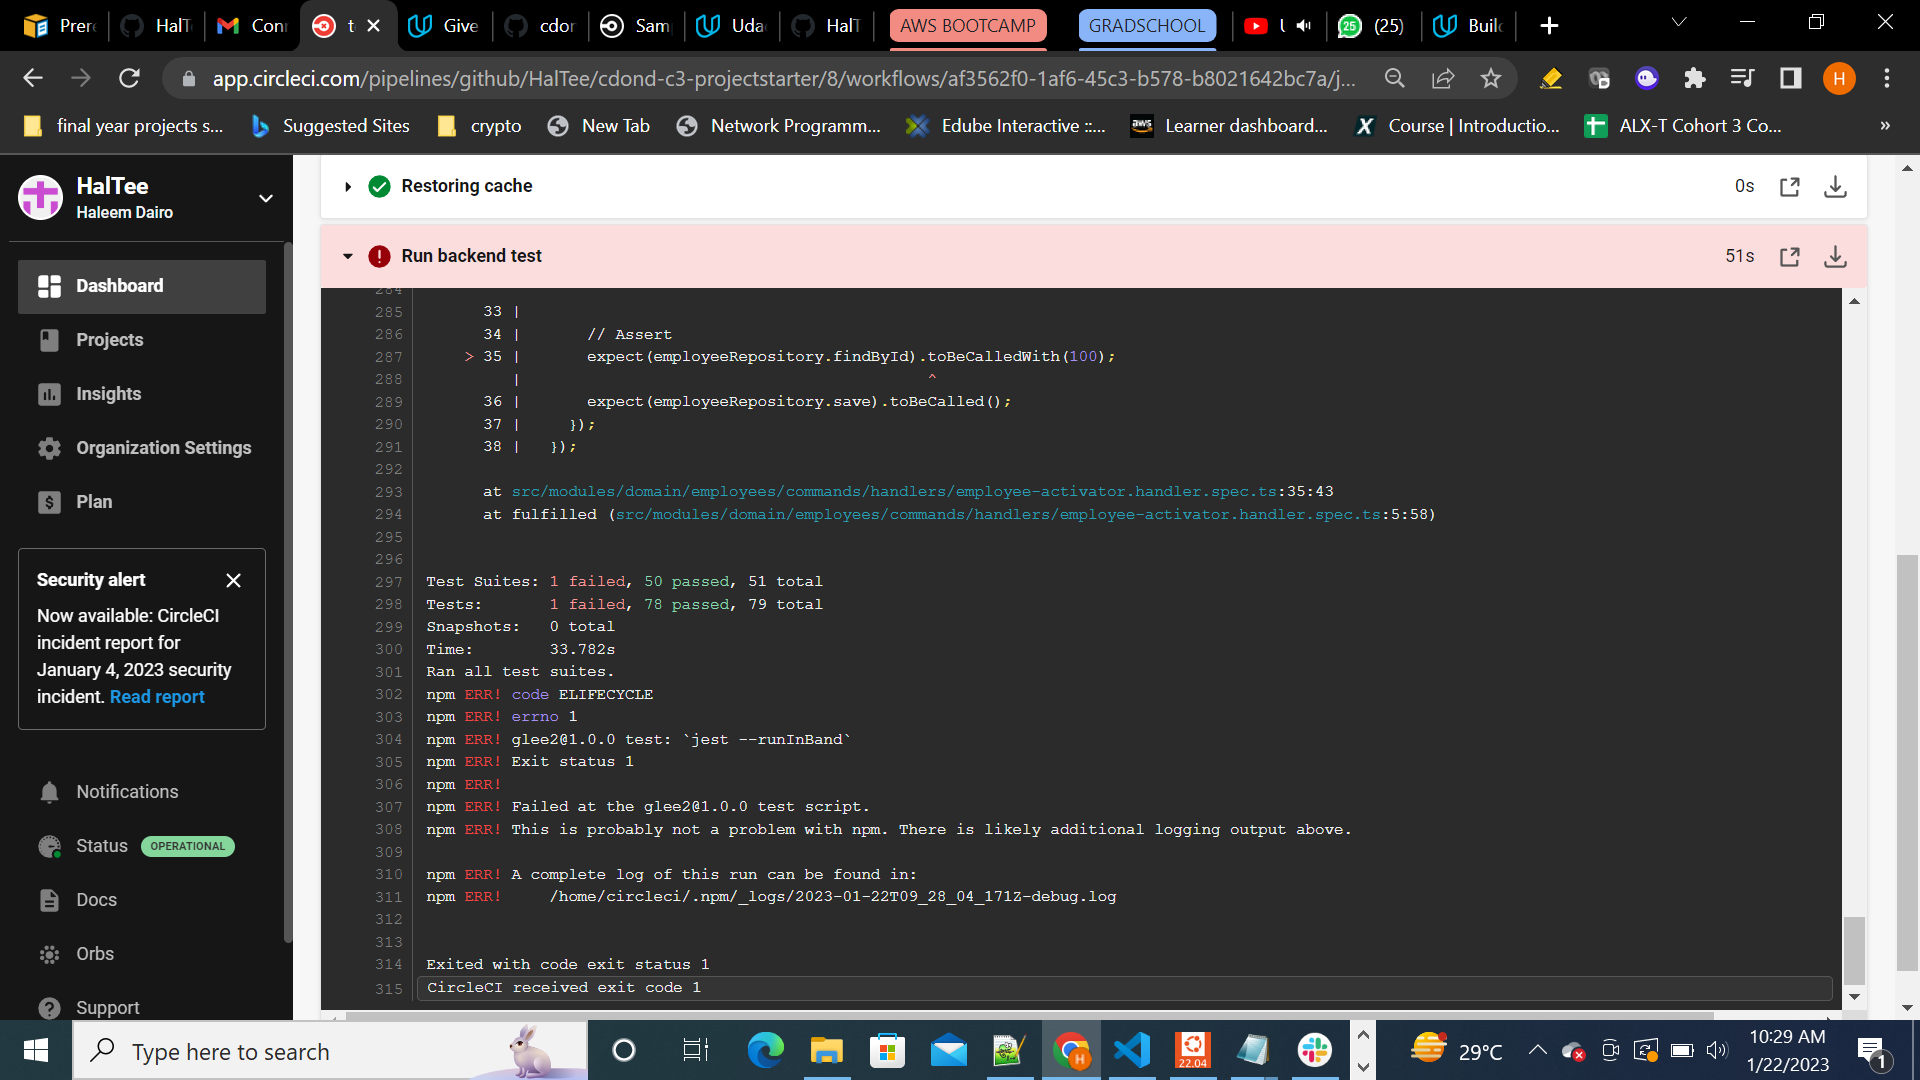 Prere
HalTe
Conn
t
Give
cdon
Sam
Uda
HalT
AWS BOOTCAMP
GRADSCHOOL
(25)
Build
app.circleci.com/pipelines/github/HalTee/cdond-c3-projectstarter/8/workflows/af3562f0-1af6-45c3-b578-b8021642bc7a/j...
H
final year projects s...
Suggested Sites
crypto
New Tab
Network Programm...
Edube Interactive ::...
aws
Learner dashboard...
Course | Introductio...
ALX-T Cohort 3 Co...
»
HalTee
Haleem Dairo
Dashboard
Projects
Insights
Organization Settings
Plan
Security alert
Now available: CircleCI
incident report for
January 4, 2023 security
incident. Read report
Notifications
Status OPERATIONAL
Docs
Orbs
Support
Restoring cache 0s
Run backend test 51s
284
285 33 |
286 34 | // Assert
287 > 35 | expect(employeeRepository.findById).toBeCalledWith(100);
288 | ^
289 36 | expect(employeeRepository.save).toBeCalled();
290 37 | });
291 38 | });
292
293 at src/modules/domain/employees/commands/handlers/employee-activator.handler.spec.ts:35:43
294 at fulfilled (src/modules/domain/employees/commands/handlers/employee-activator.handler.spec.ts:5:58)
295
296
297 Test Suites: 1 failed, 50 passed, 51 total
298 Tests: 1 failed, 78 passed, 79 total
299 Snapshots: 0 total
300 Time: 33.782s
301 Ran all test suites.
302 npm ERR! code ELIFECYCLE
303 npm ERR! errno 1
304 npm ERR! glee2@1.0.0 test: `jest --runInBand`
305 npm ERR! Exit status 1
306 npm ERR!
307 npm ERR! Failed at the glee2@1.0.0 test script.
308 npm ERR! This is probably not a problem with npm. There is likely additional logging output above.
309
310 npm ERR! A complete log of this run can be found in:
311 npm ERR! /home/circleci/.npm/_logs/2023-01-22T09_28_04_171Z-debug.log
312
313
314 Exited with code exit status 1
315 CircleCI received exit code 1
Type here to search
22.04
29°C
10:29 AM
1/22/2023
1